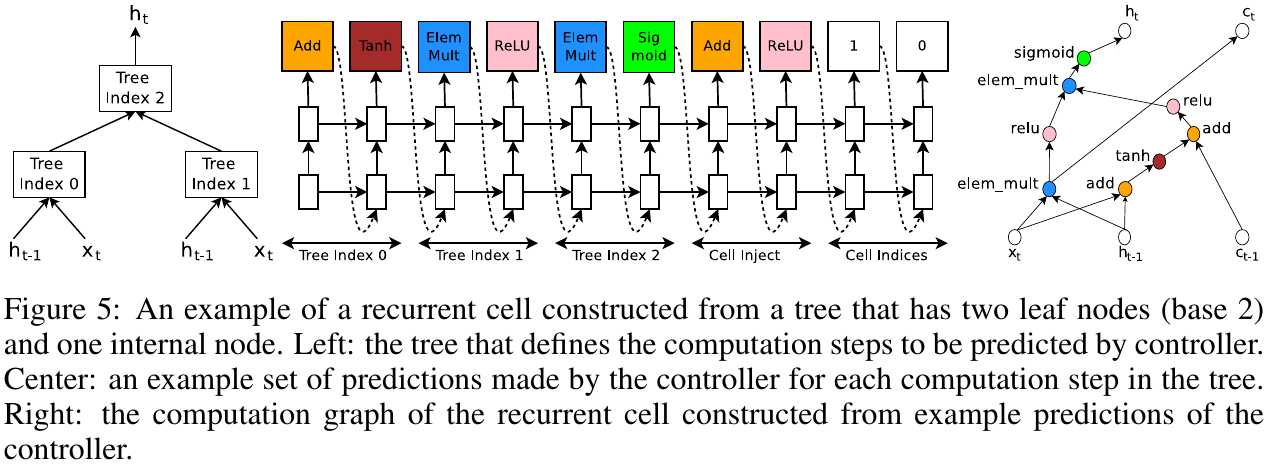 h_t
Tree
Index 2
Tree
Index 0
Tree
Index 1
h_t-1 x_t h_t-1 x_t
Add Tanh Elem Mult ReLU Elem Mult Sig moid Add ReLU 1 0
Tree Index 0 Tree Index 1 Tree Index 2 Cell Inject Cell Indices
h_t c_t
sigmoid
elem_mult
relu
relu
add
tanh
elem_mult
add
x_t h_t-1 c_t-1
Figure 5: An example of a recurrent cell constructed from a tree that has two leaf nodes (base 2)
and one internal node. Left: the tree that defines the computation steps to be predicted by controller.
Center: an example set of predictions made by the controller for each computation step in the tree.
Right: the computation graph of the recurrent cell constructed from example predictions of the
controller.